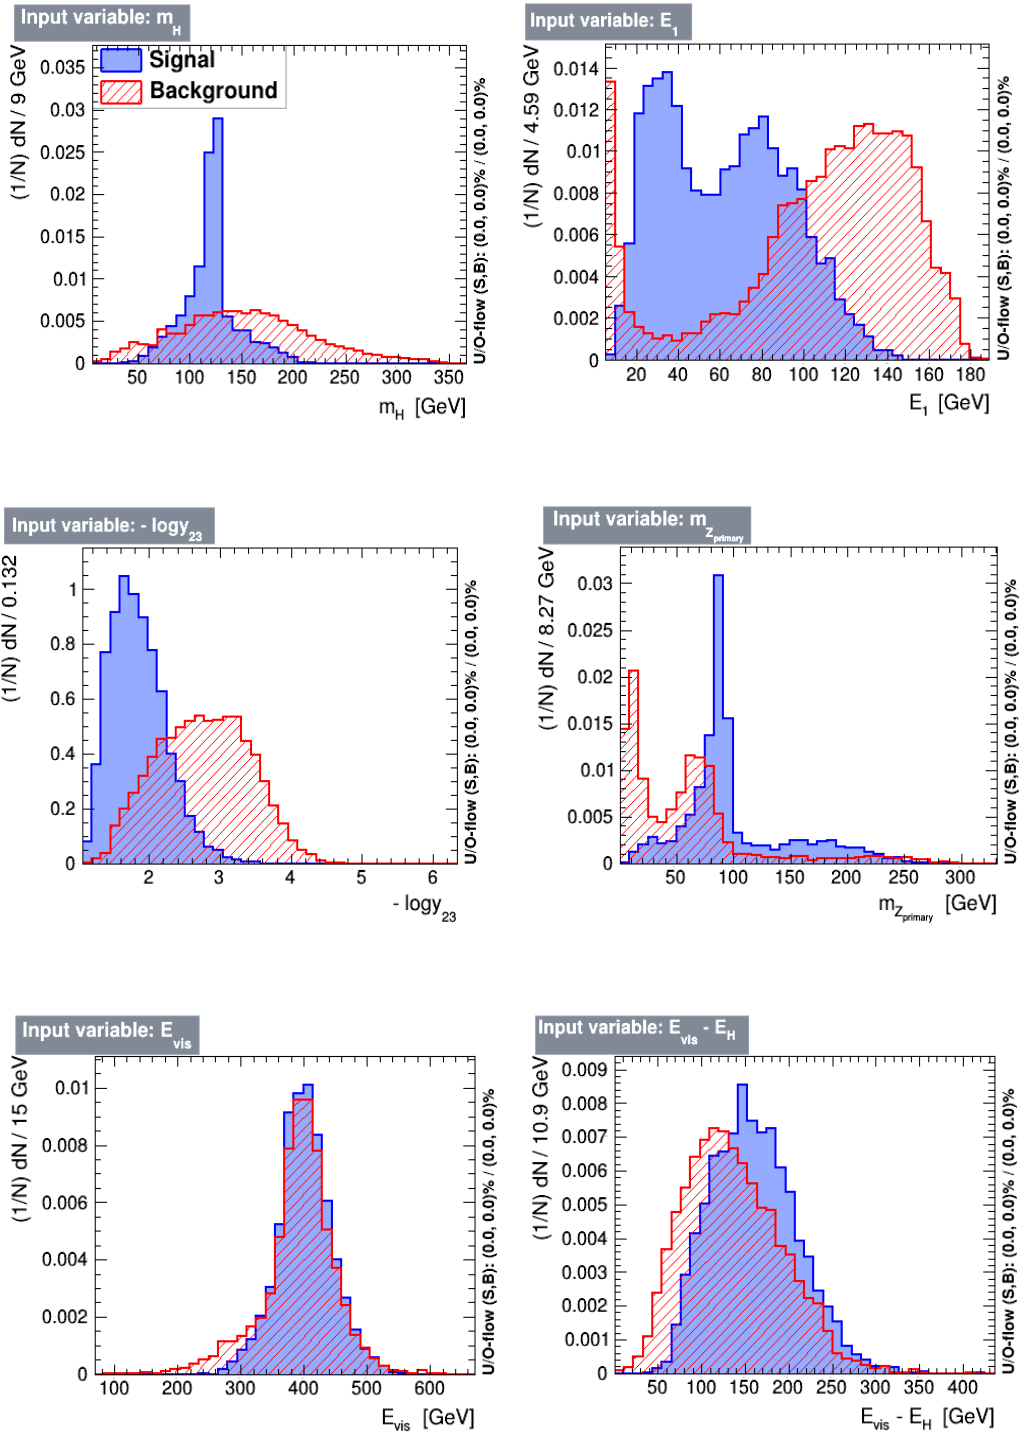 Input variable: m_H
Signal
Background
(1/N) dN / 9 GeV
0.035
0.03
0.025
0.02
0.015
0.01
0.005
0
50 100 150 200 250 300 350
m_H [GeV]
U/O-flow (S,B): (0.0, 0.0)% / (0.0, 0.0)%
Input variable: E_1
(1/N) dN / 4.59 GeV
0.014
0.012
0.01
0.008
0.006
0.004
0.002
0
20 40 60 80 100 120 140 160 180
E_1 [GeV]
U/O-flow (S,B): (0.0, 0.0)% / (0.0, 0.0)%
Input variable: - logy_23
(1/N) dN / 0.132
1
0.8
0.6
0.4
0.2
0
2 3 4 5 6
- logy_23
U/O-flow (S,B): (0.0, 0.0)% / (0.0, 0.0)%
Input variable: m_Z_primary
(1/N) dN / 8.27 GeV
0.03
0.025
0.02
0.015
0.01
0.005
0
50 100 150 200 250 300
m_Z_primary [GeV]
U/O-flow (S,B): (0.0, 0.0)% / (0.0, 0.0)%
Input variable: E_vis
(1/N) dN / 15 GeV
0.01
0.008
0.006
0.004
0.002
0
100 200 300 400 500 600
E_vis [GeV]
U/O-flow (S,B): (0.0, 0.0)% / (0.0, 0.0)%
Input variable: E_vis - E_H
(1/N) dN / 10.9 GeV
0.009
0.008
0.007
0.006
0.005
0.004
0.003
0.002
0.001
0
50 100 150 200 250 300 350 400
E_vis - E_H [GeV]
U/O-flow (S,B): (0.0, 0.0)% / (0.0, 0.0)%